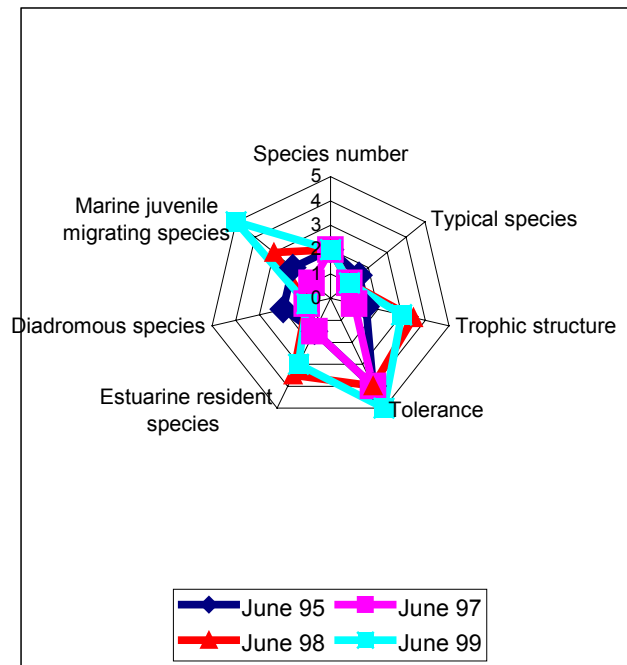 Species number
5
4
3
2
1
0
Marine juvenile
migrating species
Typical species
Diadromous species
Trophic structure
Estuarine resident
species
Tolerance
June 95
June 97
June 98
June 99